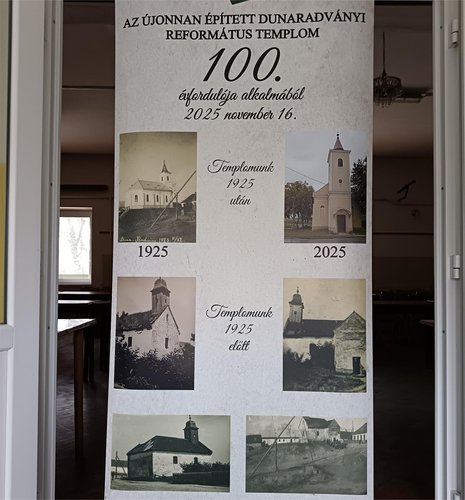 AZ ÚJONNAN ÉPÍTETT DUNARADVÁNYI
REFORMÁTUS TEMPLOM
100.
évfordulója alkalmából
2025 november 16.
Templomunk
1925
után
1925
2025
Templomunk
1925
előtt